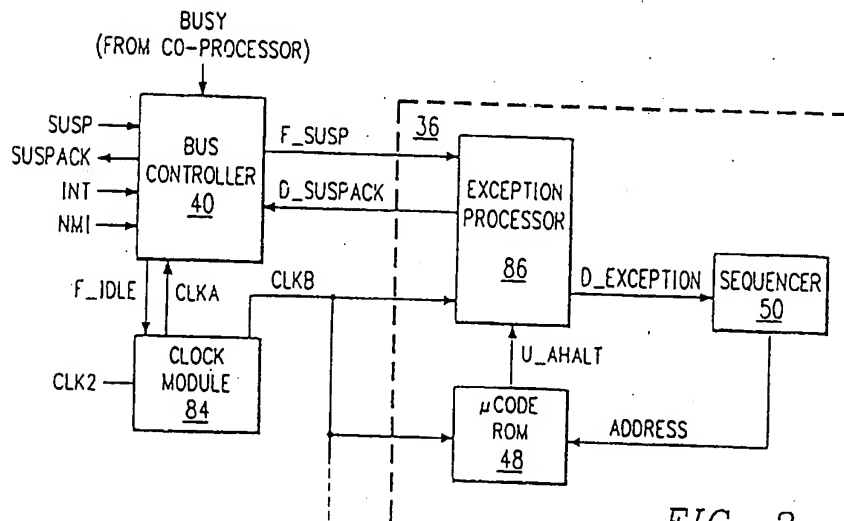 BUSY
(FROM CO-PROCESSOR)
SUSP
SUSPACK
INT
NMI
BUS
CONTROLLER
40
F_SUSP
D_SUSPACK
36
EXCEPTION
PROCESSOR
86
D_EXCEPTION
SEQUENCER
50
F_IDLE
CLKA
CLKB
CLK2
CLOCK
MODULE
84
U_AHALT
μCODE
ROM
48
ADDRESS
FIG.